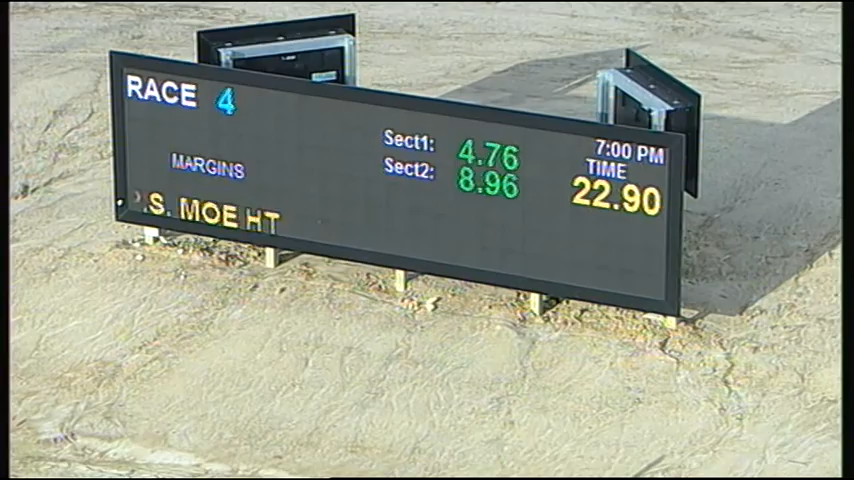 RACE 4
Sect1: 4.76
Sect2: 8.96
7:00 PM
TIME
22.90
MARGINS
.S. MOE HT